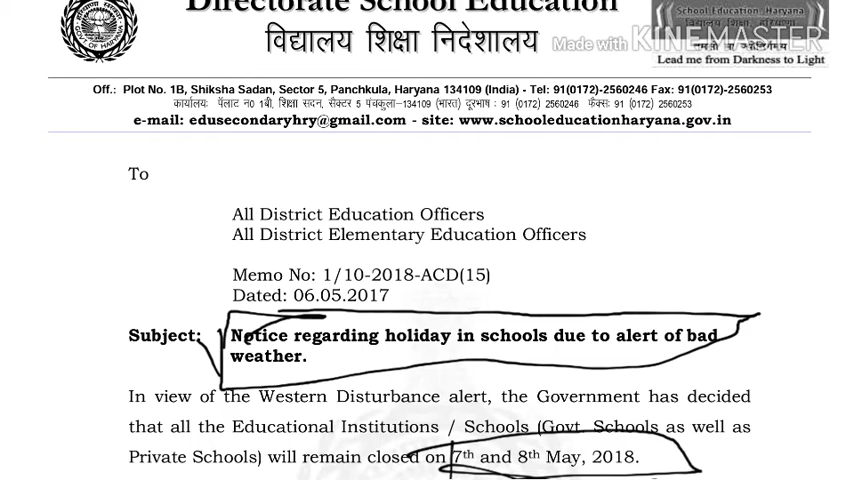 Directorate School Education
विद्यालय शिक्षा निदेशालय
School Education, Haryana
विद्यालय शिक्षा, हरियाणा
Made with KINEMASTER
Lead me from Darkness to Light
Off.: Plot No. 1B, Shiksha Sadan, Sector 5, Panchkula, Haryana 134109 (India) - Tel: 91(0172)-2560246 Fax: 91(0172)-2560253
कार्यालयः पॅलाट न0 1बी, शिक्षा सदन, सैक्टर 5 पंचकुला–134109 (भारत) दूरभाष : 91 (0172) 2560246 फैक्सः 91 (0172) 2560253
e-mail: edusecondaryhry@gmail.com - site: www.schooleducationharyana.gov.in
To
All District Education Officers
All District Elementary Education Officers
Memo No: 1/10-2018-ACD(15)
Dated: 06.05.2017
Subject: Notice regarding holiday in schools due to alert of bad
weather.
In view of the Western Disturbance alert, the Government has decided
that all the Educational Institutions / Schools (Govt. Schools as well as
Private Schools) will remain closed on 7th and 8th May, 2018.